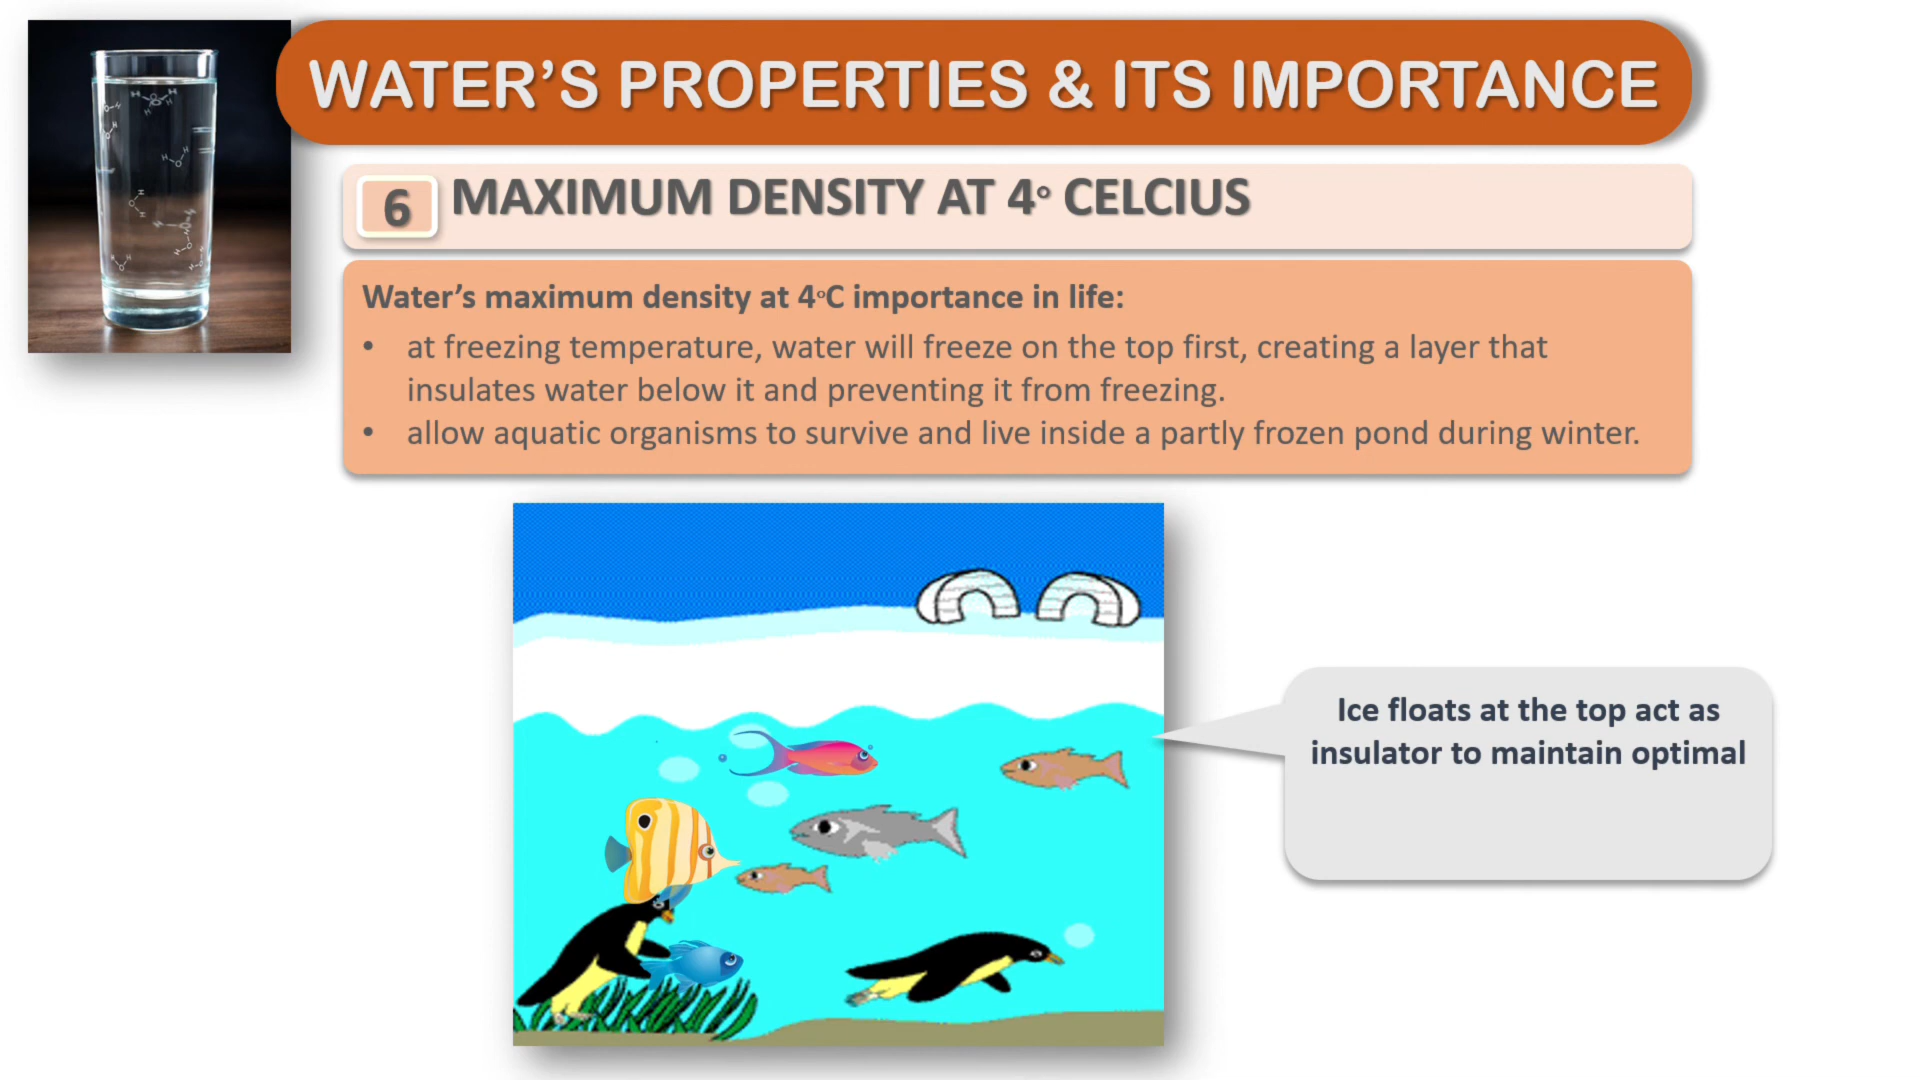 WATER’S PROPERTIES & ITS IMPORTANCE
6 MAXIMUM DENSITY AT 4° CELCIUS
Water’s maximum density at 4°C importance in life:
• at freezing temperature, water will freeze on the top first, creating a layer that
insulates water below it and preventing it from freezing.
• allow aquatic organisms to survive and live inside a partly frozen pond during winter.
Ice floats at the top act as
insulator to maintain optimal